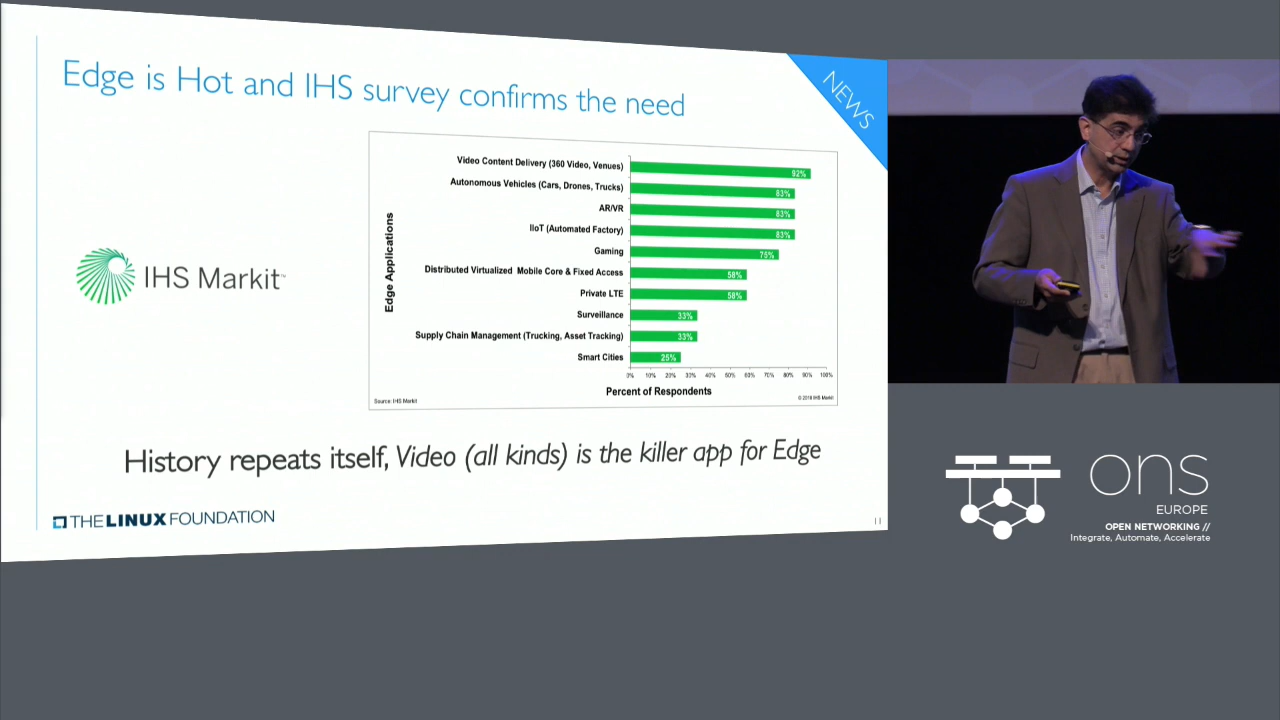 Edge is Hot and IHS survey confirms the need
NEWS
IHS Markit™
Edge Applications
Video Content Delivery (360 Video, Venues) 92%
Autonomous Vehicles (Cars, Drones, Trucks) 83%
AR/VR 83%
IIoT (Automated Factory) 83%
Gaming 75%
Distributed Virtualized Mobile Core & Fixed Access 58%
Private LTE 58%
Surveillance 33%
Supply Chain Management (Trucking, Asset Tracking) 33%
Smart Cities 25%
0% 10% 20% 30% 40% 50% 60% 70% 80% 90% 100%
Percent of Respondents
Source: IHS Markit
© 2018 IHS Markit
History repeats itself, Video (all kinds) is the killer app for Edge
THE LINUX FOUNDATION
11
ons
EUROPE
OPEN NETWORKING //
Integrate, Automate, Accelerate